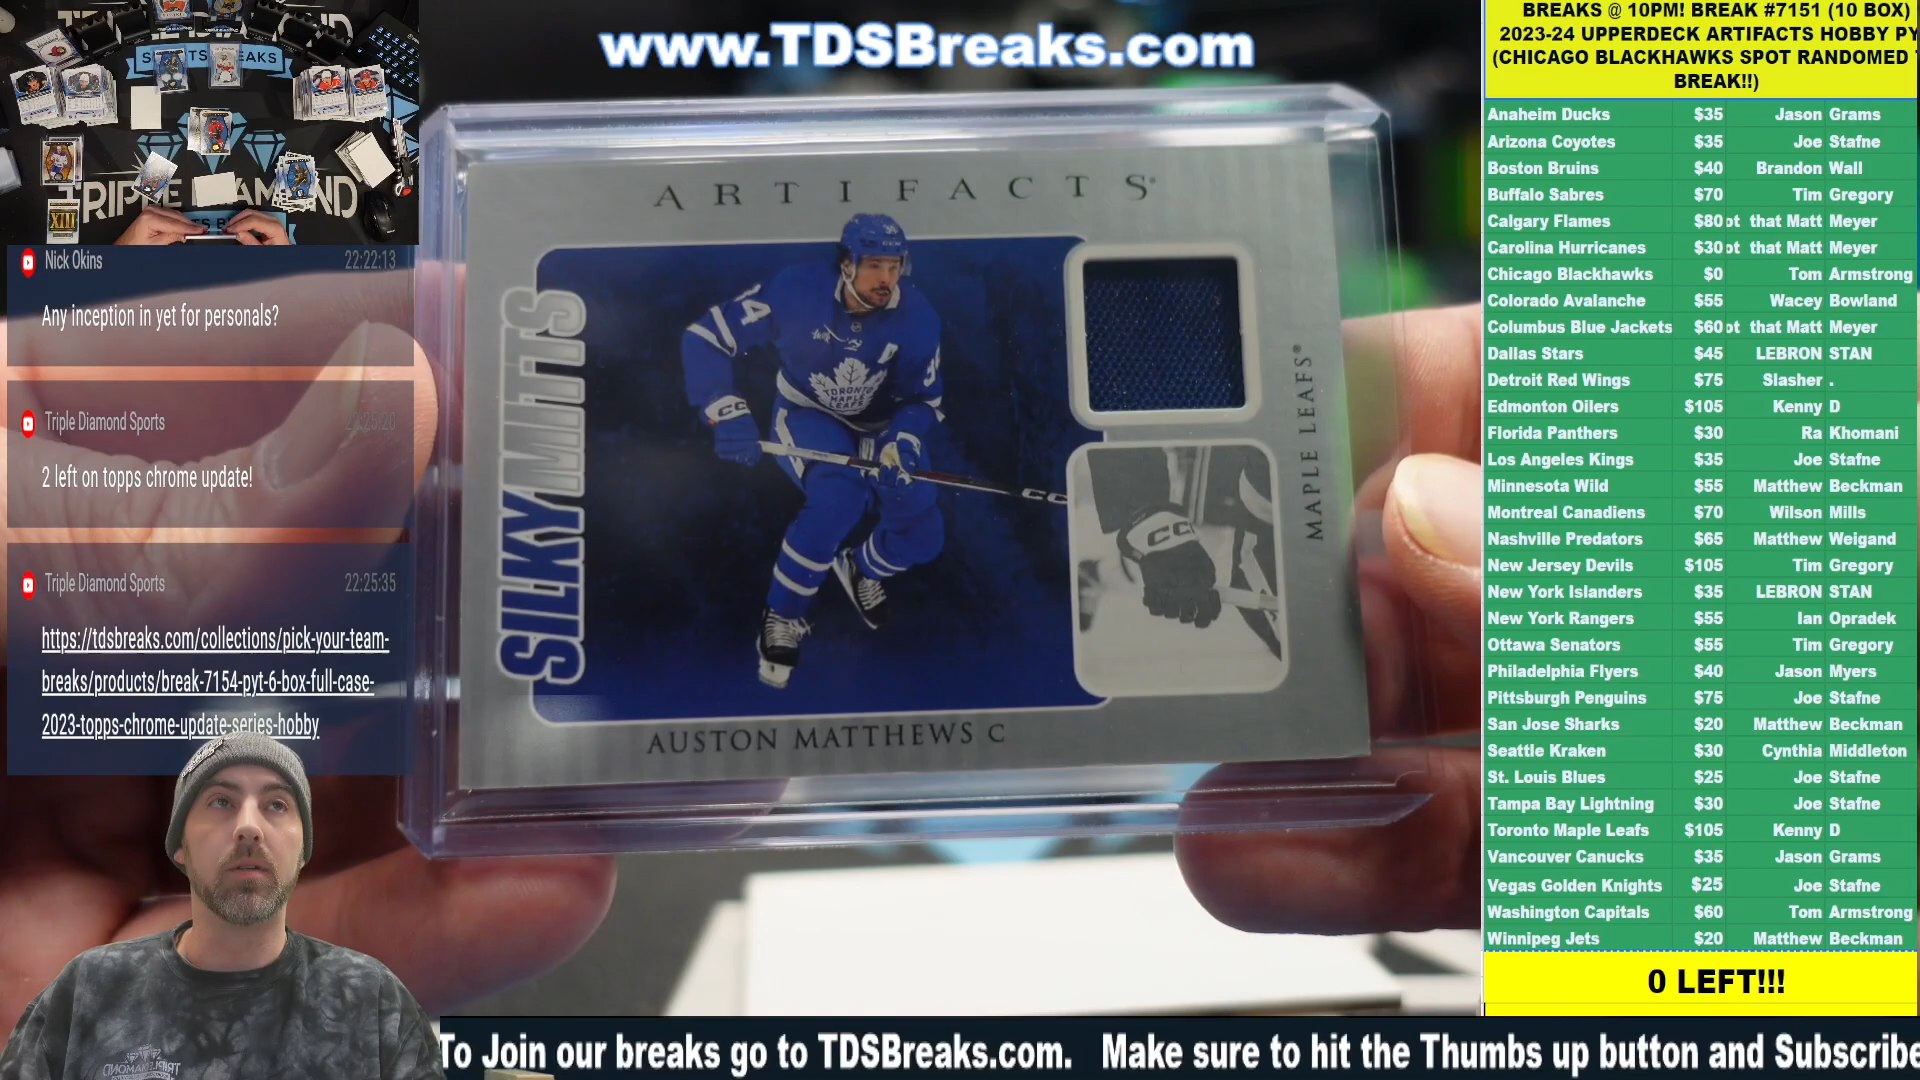 www.TDSBreaks.com
BREAKS @ 10PM! BREAK #7151 (10 BOX)
2023-24 UPPERDECK ARTIFACTS HOBBY PY
(CHICAGO BLACKHAWKS SPOT RANDOMED
BREAK!!)
Anaheim Ducks $35 Jason Grams
Arizona Coyotes $35 Joe Stafne
Boston Bruins $40 Brandon Wall
Buffalo Sabres $70 Tim Gregory
Calgary Flames $80 ot that Matt Meyer
Carolina Hurricanes $30 ot that Matt Meyer
Chicago Blackhawks $0 Tom Armstrong
Colorado Avalanche $55 Wacey Bowland
Columbus Blue Jackets $60 ot that Matt Meyer
Dallas Stars $45 LEBRON STAN
Detroit Red Wings $75 Slasher .
Edmonton Oilers $105 Kenny D
Florida Panthers $30 Ra Khomani
Los Angeles Kings $35 Joe Stafne
Minnesota Wild $55 Matthew Beckman
Montreal Canadiens $70 Wilson Mills
Nashville Predators $65 Matthew Weigand
New Jersey Devils $105 Tim Gregory
New York Islanders $35 LEBRON STAN
New York Rangers $55 Ian Opradek
Ottawa Senators $55 Tim Gregory
Philadelphia Flyers $40 Jason Myers
Pittsburgh Penguins $75 Joe Stafne
San Jose Sharks $20 Matthew Beckman
Seattle Kraken $30 Cynthia Middleton
St. Louis Blues $25 Joe Stafne
Tampa Bay Lightning $30 Joe Stafne
Toronto Maple Leafs $105 Kenny D
Vancouver Canucks $35 Jason Grams
Vegas Golden Knights $25 Joe Stafne
Washington Capitals $60 Tom Armstrong
Winnipeg Jets $20 Matthew Beckman
0 LEFT!!!
Nick Okins 22:22:13
Any inception in yet for personals?
Triple Diamond Sports 22:25:20
2 left on topps chrome update!
Triple Diamond Sports 22:25:35
https://tdsbreaks.com/collections/pick-your-team-
breaks/products/break-7154-pyt-6-box-full-case-
2023-topps-chrome-update-series-hobby
ARTIFACTS
SILKY MITTS
34
TORONTO
MAPLE
LEAFS
CC
MAPLE LEAFS®
AUSTON MATTHEWS C
XIII
To Join our breaks go to TDSBreaks.com. Make sure to hit the Thumbs up button and Subscribe